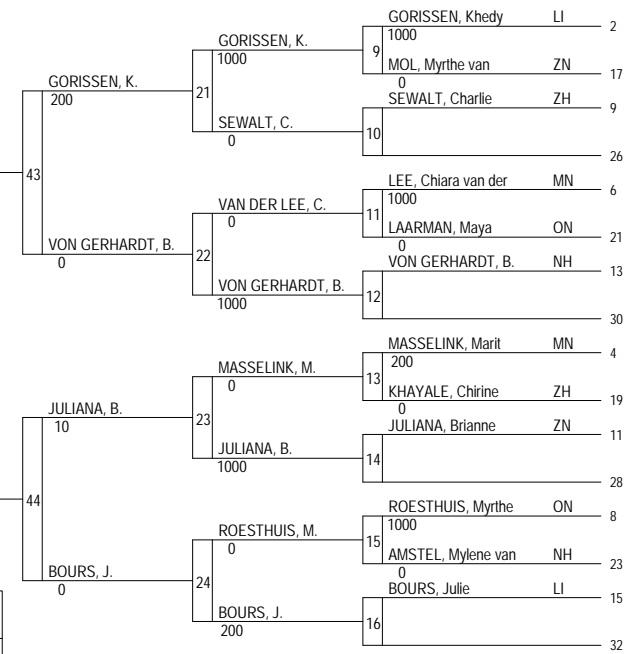 GORISSEN, Khedy LI 2
GORISSEN, K. 1000
1000 9
MOL, Myrthe van ZN 17
GORISSEN, K. 0
200 21 SEWALT, Charlie ZH 9
SEWALT, C. 10
0
26
43
LEE, Chiara van der MN 6
VAN DER LEE, C. 1000
0 11
LAARMAN, Maya ON 21
VON GERHARDT, B. 0
0 22 VON GERHARDT, B. NH 13
VON GERHARDT, B. 12
1000
30
MASSELINK, Marit MN 4
MASSELINK, M. 200
0 13
KHAYALE, Chirine ZH 19
JULIANA, B. 0
10 23 JULIANA, Brianne ZN 11
JULIANA, B. 14
1000
28
44
ROESTHUIS, Myrthe ON 8
ROESTHUIS, M. 1000
0 15
AMSTEL, Mylene van NH 23
BOURS, J. 0
0 24 BOURS, Julie LI 15
BOURS, J. 16
200
32